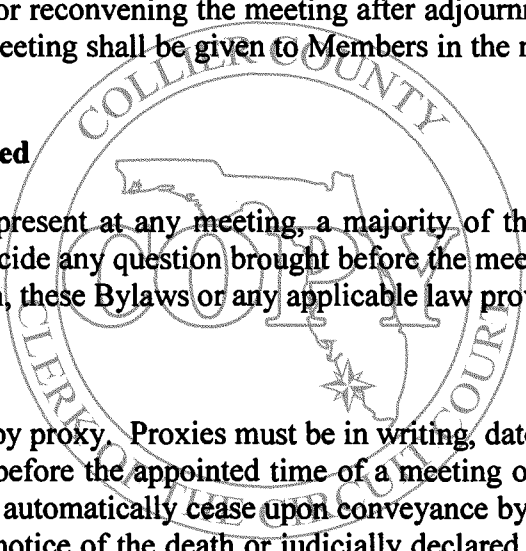 or reconvening the meeting after adjourn
eeting shall be given to Members in the
COLLIER COUNTY
ed
present at any meeting, a majority of th
cide any question brought before the mee
COPY
, these Bylaws or any applicable law pro
by proxy. Proxies must be in writing, dat
before the appointed time of a meeting o
automatically cease upon conveyance by
notice of the death or judicially declared
CLERK OF THE CIRCUIT COURT